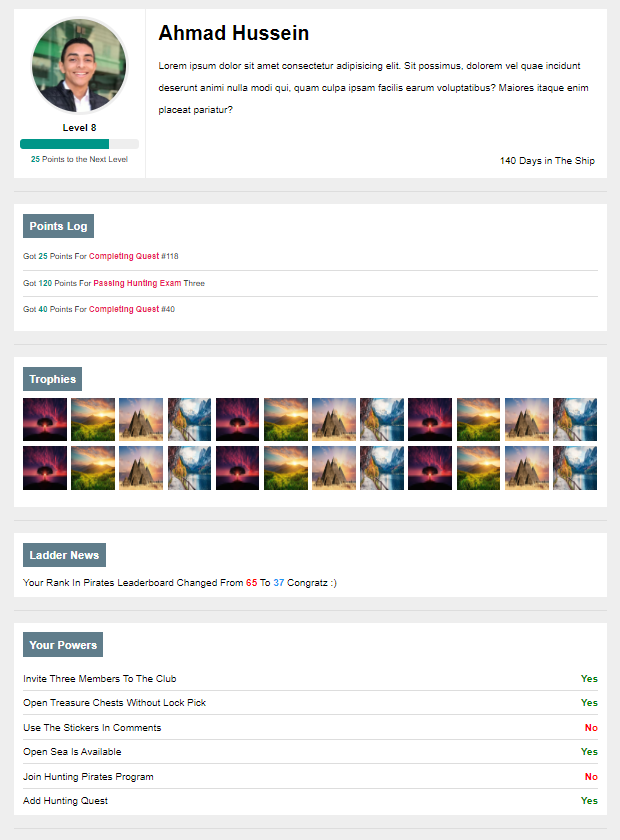 Ahmad Hussein
Lorem ipsum dolor sit amet consectetur adipisicing elit. Sit possimus, dolorem vel quae incidunt
deserunt animi nulla modi qui, quam culpa ipsam facilis earum voluptatibus? Maiores itaque enim
placeat pariatur?
Level 8
25 Points to the Next Level
140 Days in The Ship
Points Log
Got 25 Points For Completing Quest #118
Got 120 Points For Passing Hunting Exam Three
Got 40 Points For Completing Quest #40
Trophies
Ladder News
Your Rank In Pirates Leaderboard Changed From 65 To 37 Congratz :)
Your Powers
Invite Three Members To The Club Yes
Open Treasure Chests Without Lock Pick Yes
Use The Stickers In Comments No
Open Sea Is Available Yes
Join Hunting Pirates Program No
Add Hunting Quest Yes